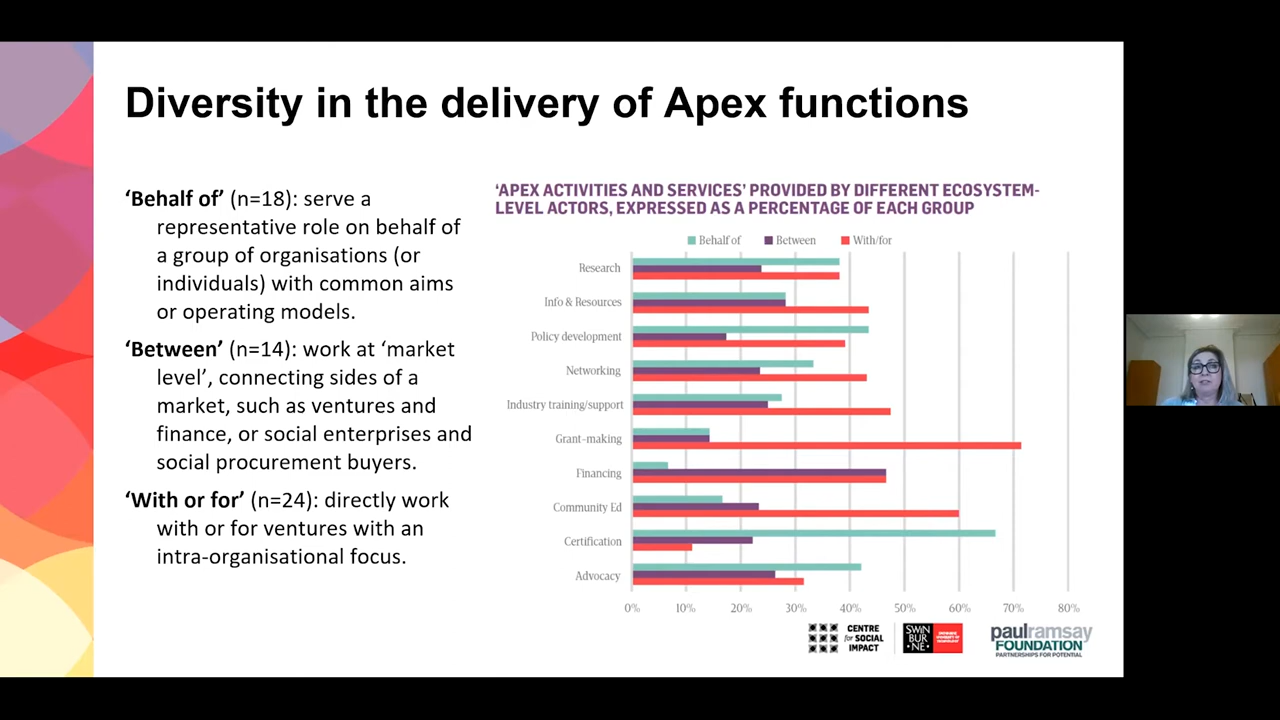 Diversity in the delivery of Apex functions
‘Behalf of’ (n=18): serve a
representative role on behalf of
a group of organisations (or
individuals) with common aims
or operating models.
‘Between’ (n=14): work at ‘market
level’, connecting sides of a
market, such as ventures and
finance, or social enterprises and
social procurement buyers.
‘With or for’ (n=24): directly work
with or for ventures with an
intra-organisational focus.
‘APEX ACTIVITIES AND SERVICES’ PROVIDED BY DIFFERENT ECOSYSTEM-
LEVEL ACTORS, EXPRESSED AS A PERCENTAGE OF EACH GROUP
Behalf of Between With/for
Research
Info & Resources
Policy development
Networking
Industry training/support
Grant-making
Financing
Community Ed
Certification
Advocacy
0% 10% 20% 30% 40% 50% 60% 70% 80%
CENTRE
for SOCIAL
IMPACT
SWIN
BUR
NE
paulramsay
FOUNDATION
PARTNERSHIPS FOR POTENTIAL